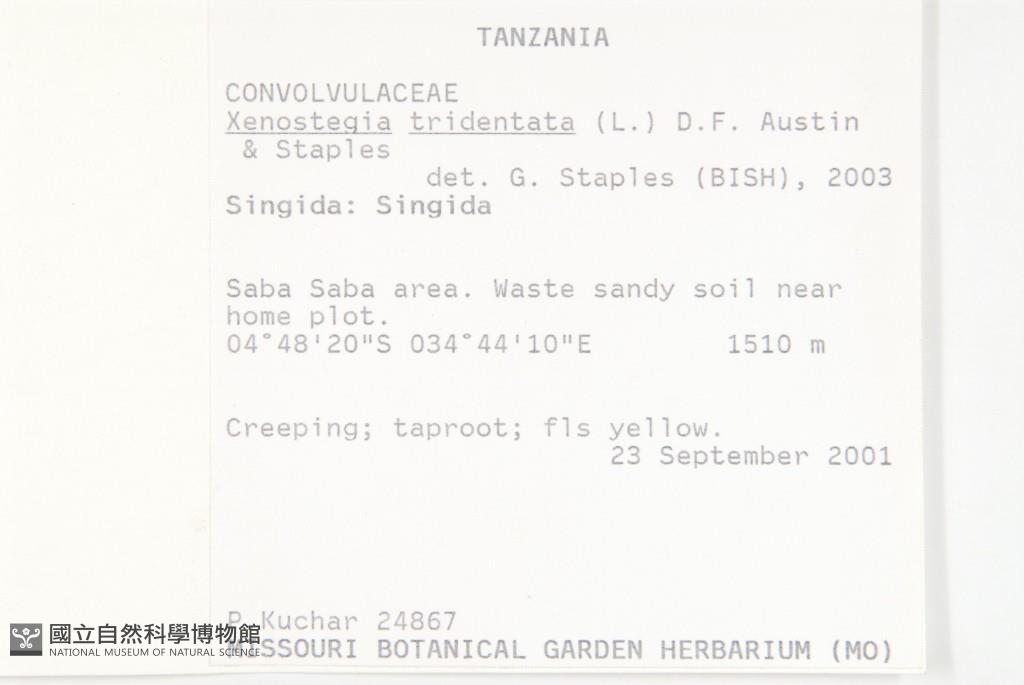 TANZANIA
CONVOLVULACEAE
Xenostegia tridentata (L.) D.F. Austin
& Staples
det. G. Staples (BISH), 2003
Singida: Singida
Saba Saba area. Waste sandy soil near
home plot.
04°48'20"S 034°44'10"E 1510 m
Creeping; taproot; fls yellow.
23 September 2001
P. Kuchar 24867
MISSOURI BOTANICAL GARDEN HERBARIUM (MO)
國立自然科學博物館
NATIONAL MUSEUM OF NATURAL SCIENCE